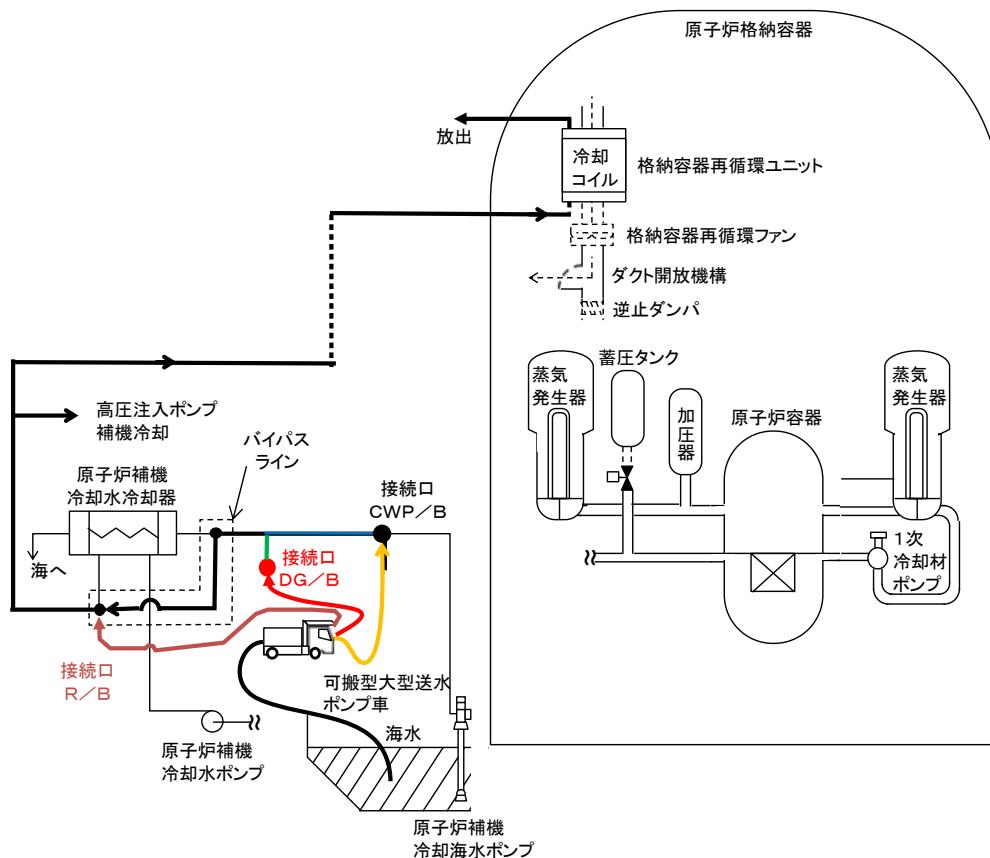 原子炉格納容器
放出
冷却
コイル
格納容器再循環ユニット
格納容器再循環ファン
ダクト開放機構
逆止ダンパ
蓄圧タンク
蒸気
発生器
加
圧
器
原子炉容器
蒸気
発生器
高圧注入ポンプ
補機冷却
バイパス
ライン
原子炉補機
冷却水冷却器
接続口
CWP/B
海へ
接続口
DG/B
1次
冷却材
ポンプ
接続口
R/B
可搬型大型送水
ポンプ車
海水
原子炉補機
冷却水ポンプ
原子炉補機
冷却海水ポンプ